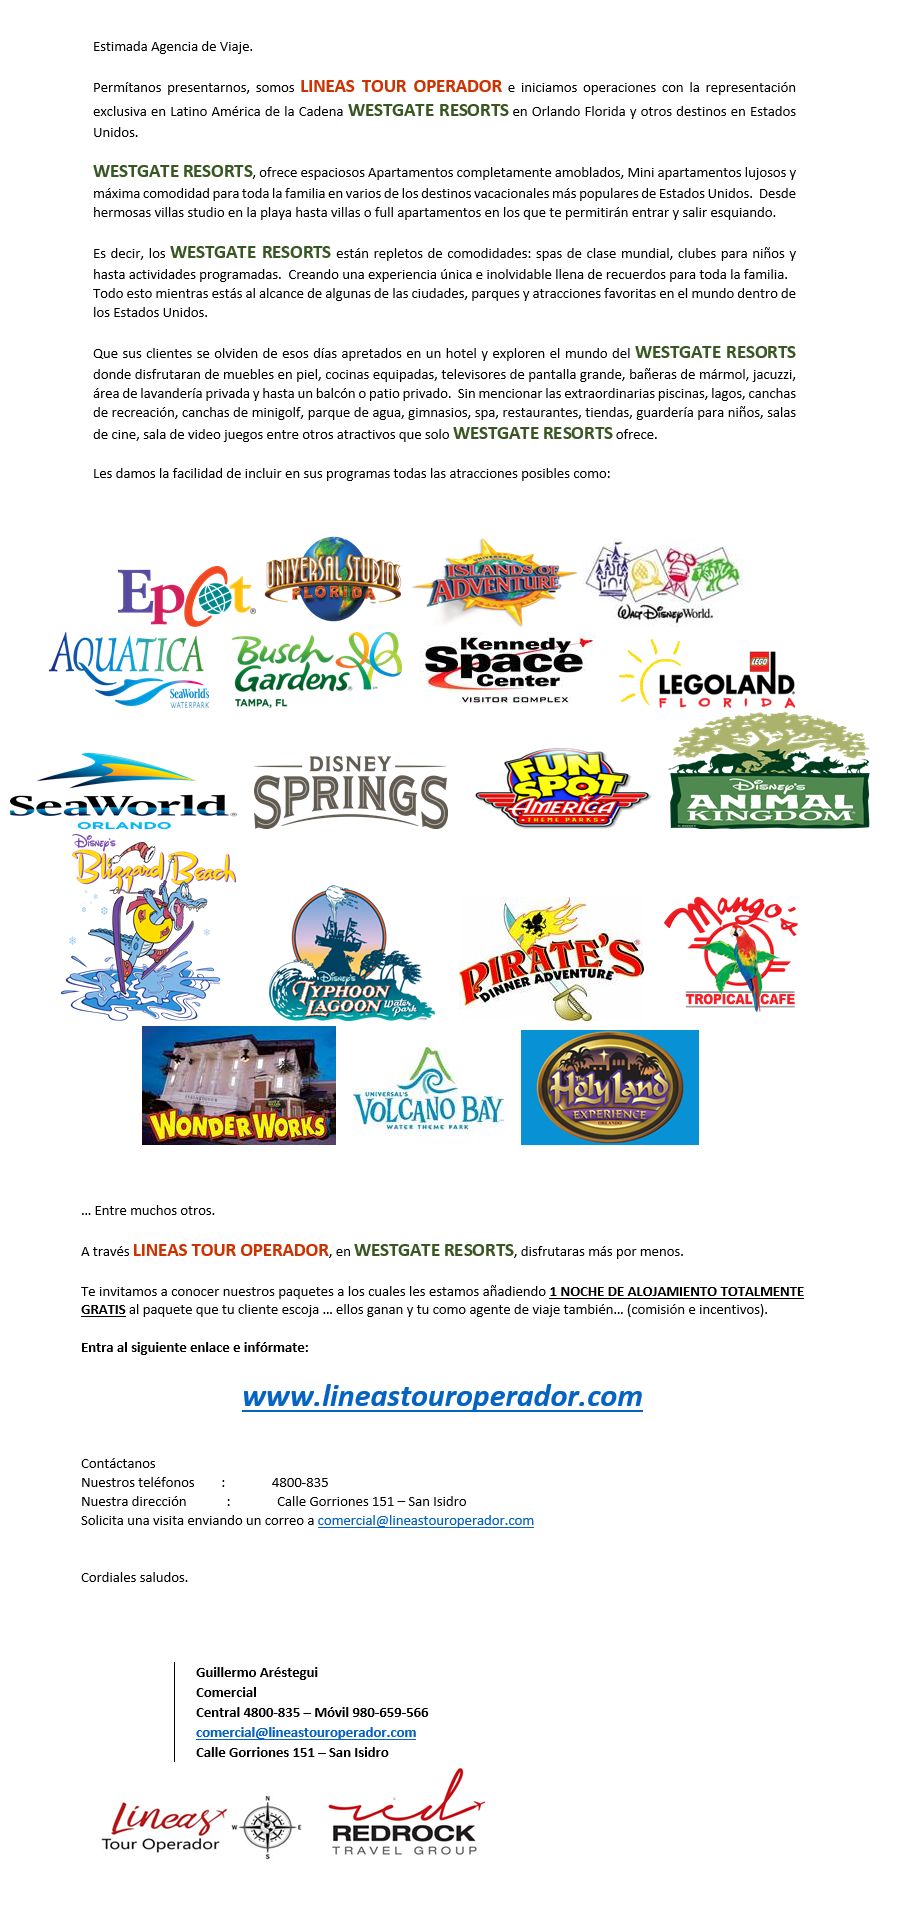 Estimada Agencia de Viaje.
Permítanos presentarnos, somos LINEAS TOUR OPERADOR e iniciamos operaciones con la representación
exclusiva en Latino América de la Cadena WESTGATE RESORTS en Orlando Florida y otros destinos en Estados
Unidos.
WESTGATE RESORTS, ofrece espaciosos Apartamentos completamente amoblados, Mini apartamentos lujosos y
máxima comodidad para toda la familia en varios de los destinos vacacionales más populares de Estados Unidos. Desde
hermosas villas studio en la playa hasta villas o full apartamentos en los que te permitirán entrar y salir esquiando.
Es decir, los WESTGATE RESORTS están repletos de comodidades: spas de clase mundial, clubes para niños y
hasta actividades programadas. Creando una experiencia única e inolvidable llena de recuerdos para toda la familia.
Todo esto mientras estás al alcance de algunas de las ciudades, parques y atracciones favoritas en el mundo dentro de
los Estados Unidos.
Que sus clientes se olviden de esos días apretados en un hotel y exploren el mundo del WESTGATE RESORTS
donde disfrutaran de muebles en piel, cocinas equipadas, televisores de pantalla grande, bañeras de mármol, jacuzzi,
área de lavandería privada y hasta un balcón o patio privado. Sin mencionar las extraordinarias piscinas, lagos, canchas
de recreación, canchas de minigolf, parque de agua, gimnasios, spa, restaurantes, tiendas, guardería para niños, salas
de cine, sala de video juegos entre otros atractivos que solo WESTGATE RESORTS ofrece.
Les damos la facilidad de incluir en sus programas todas las atracciones posibles como:
Epcot
UNIVERSAL STUDIOS
FLORIDA
UNIVERSAL'S
ISLANDS OF
ADVENTURE
WALT DISNEY World.
AQUATICA
SeaWorld's
WATERPARK
Busch
Gardens
TAMPA, FL
Kennedy
Space
Center
VISITOR COMPLEX
LEGO
LEGOLAND
FLORIDA
SeaWorld
ORLANDO
DISNEY
SPRINGS
FUN
SPOT
AMERICA
THEME PARKS
Disney's
ANIMAL
KINGDOM
Disney's
Blizzard Beach
Disney's
TYPHOON
LAGOON Water
Park
PIRATE'S
DINNER ADVENTURE
Mango's
TROPICAL CAFE
WONDERWORKS
UNIVERSAL'S
VOLCANO BAY
WATER THEME PARK
Holy Land
EXPERIENCE
ORLANDO
... Entre muchos otros.
A través LINEAS TOUR OPERADOR, en WESTGATE RESORTS, disfrutaras más por menos.
Te invitamos a conocer nuestros paquetes a los cuales les estamos añadiendo 1 NOCHE DE ALOJAMIENTO TOTALMENTE
GRATIS al paquete que tu cliente escoja ... ellos ganan y tu como agente de viaje también... (comisión e incentivos).
Entra al siguiente enlace e infórmate:
www.lineastouroperador.com
Contáctanos
Nuestros teléfonos : 4800-835
Nuestra dirección : Calle Gorriones 151 – San Isidro
Solicita una visita enviando un correo a comercial@lineastouroperador.com
Cordiales saludos.
Guillermo Aréstegui
Comercial
Central 4800-835 – Móvil 980-659-566
comercial@lineastouroperador.com
Calle Gorriones 151 – San Isidro
Lineas
Tour Operador
N
W E
S
red
REDROCK
TRAVEL GROUP